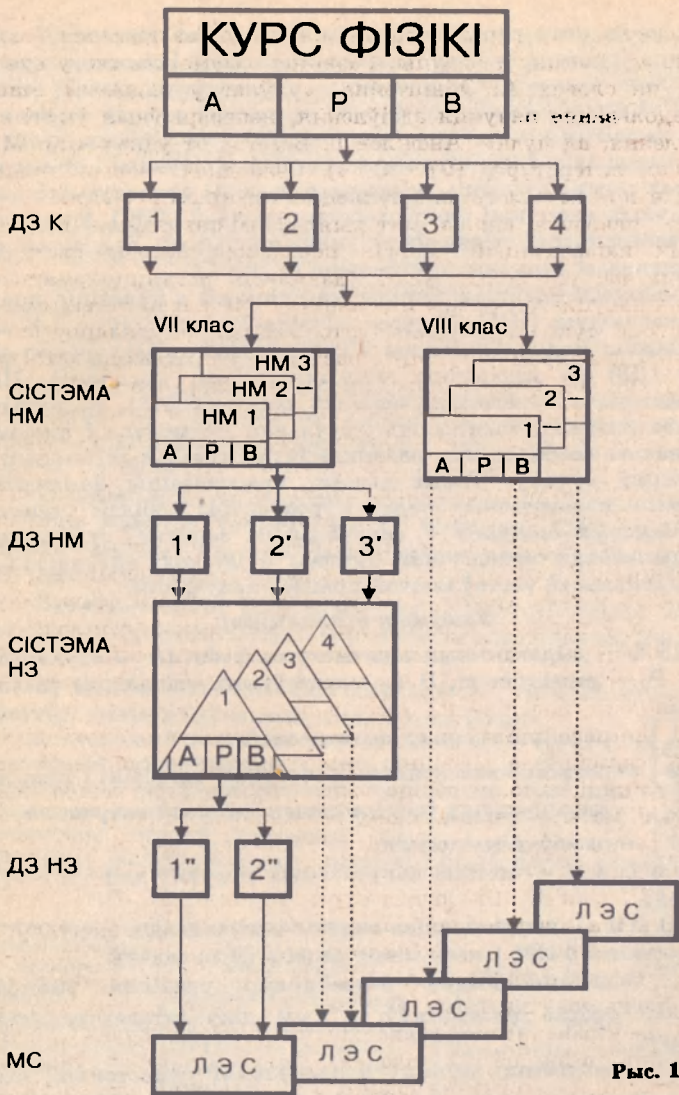 КУРС ФІЗІКІ
А Р В
ДЗ К
1 2 3 4
VII клас VIII клас
СІСТЭМА
НМ
НМ 3
НМ 2
НМ 1
А Р В
3
2
1
А Р В
ДЗ НМ
1' 2' 3'
СІСТЭМА
НЗ
4
3
2
1
А Р В
ДЗ НЗ
1" 2"
ЛЭС
ЛЭС
ЛЭС
ЛЭС
МС
ЛЭС
Рыс. 1